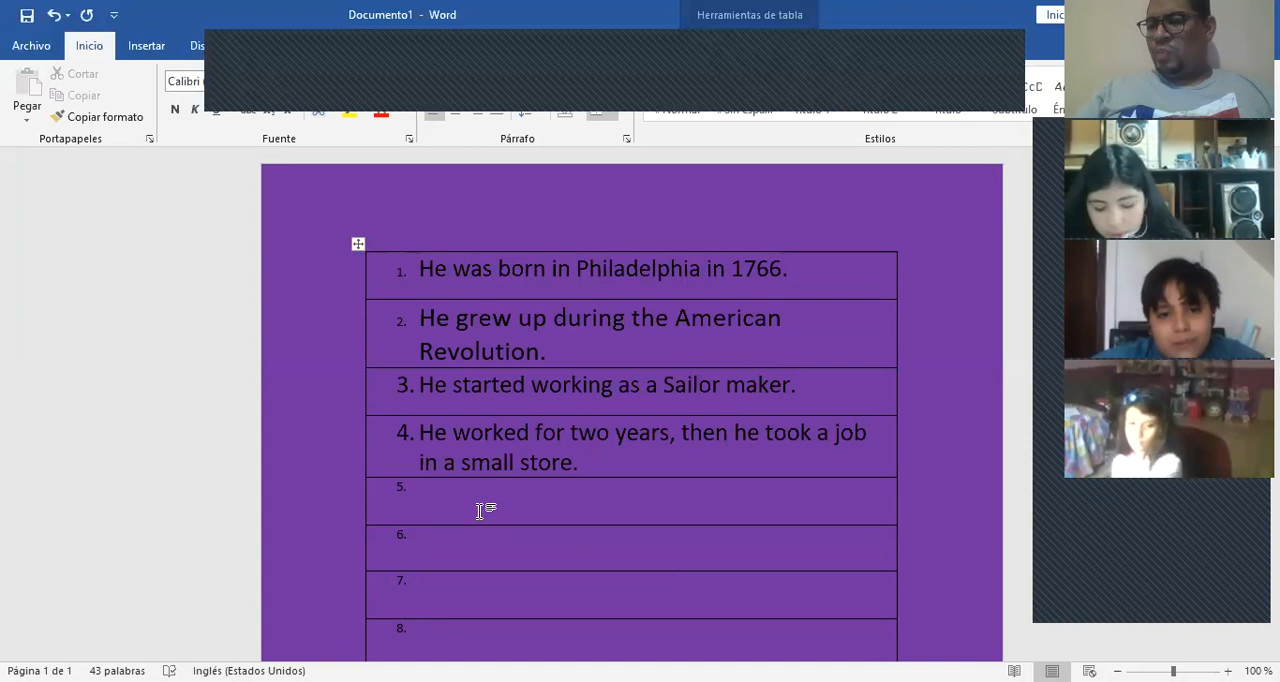 Documento1 - Word
Herramientas de tabla
Inic
Archivo
Inicio
Insertar
Dis
Cortar
Copiar
Pegar
Copiar formato
Calibri
N K
Portapapeles
Fuente
Párrafo
Estilos
1. He was born in Philadelphia in 1766.
2. He grew up during the American
Revolution.
3. He started working as a Sailor maker.
4. He worked for two years, then he took a job
in a small store.
5.
6.
7.
8.
Página 1 de 1
43 palabras
Inglés (Estados Unidos)
100 %